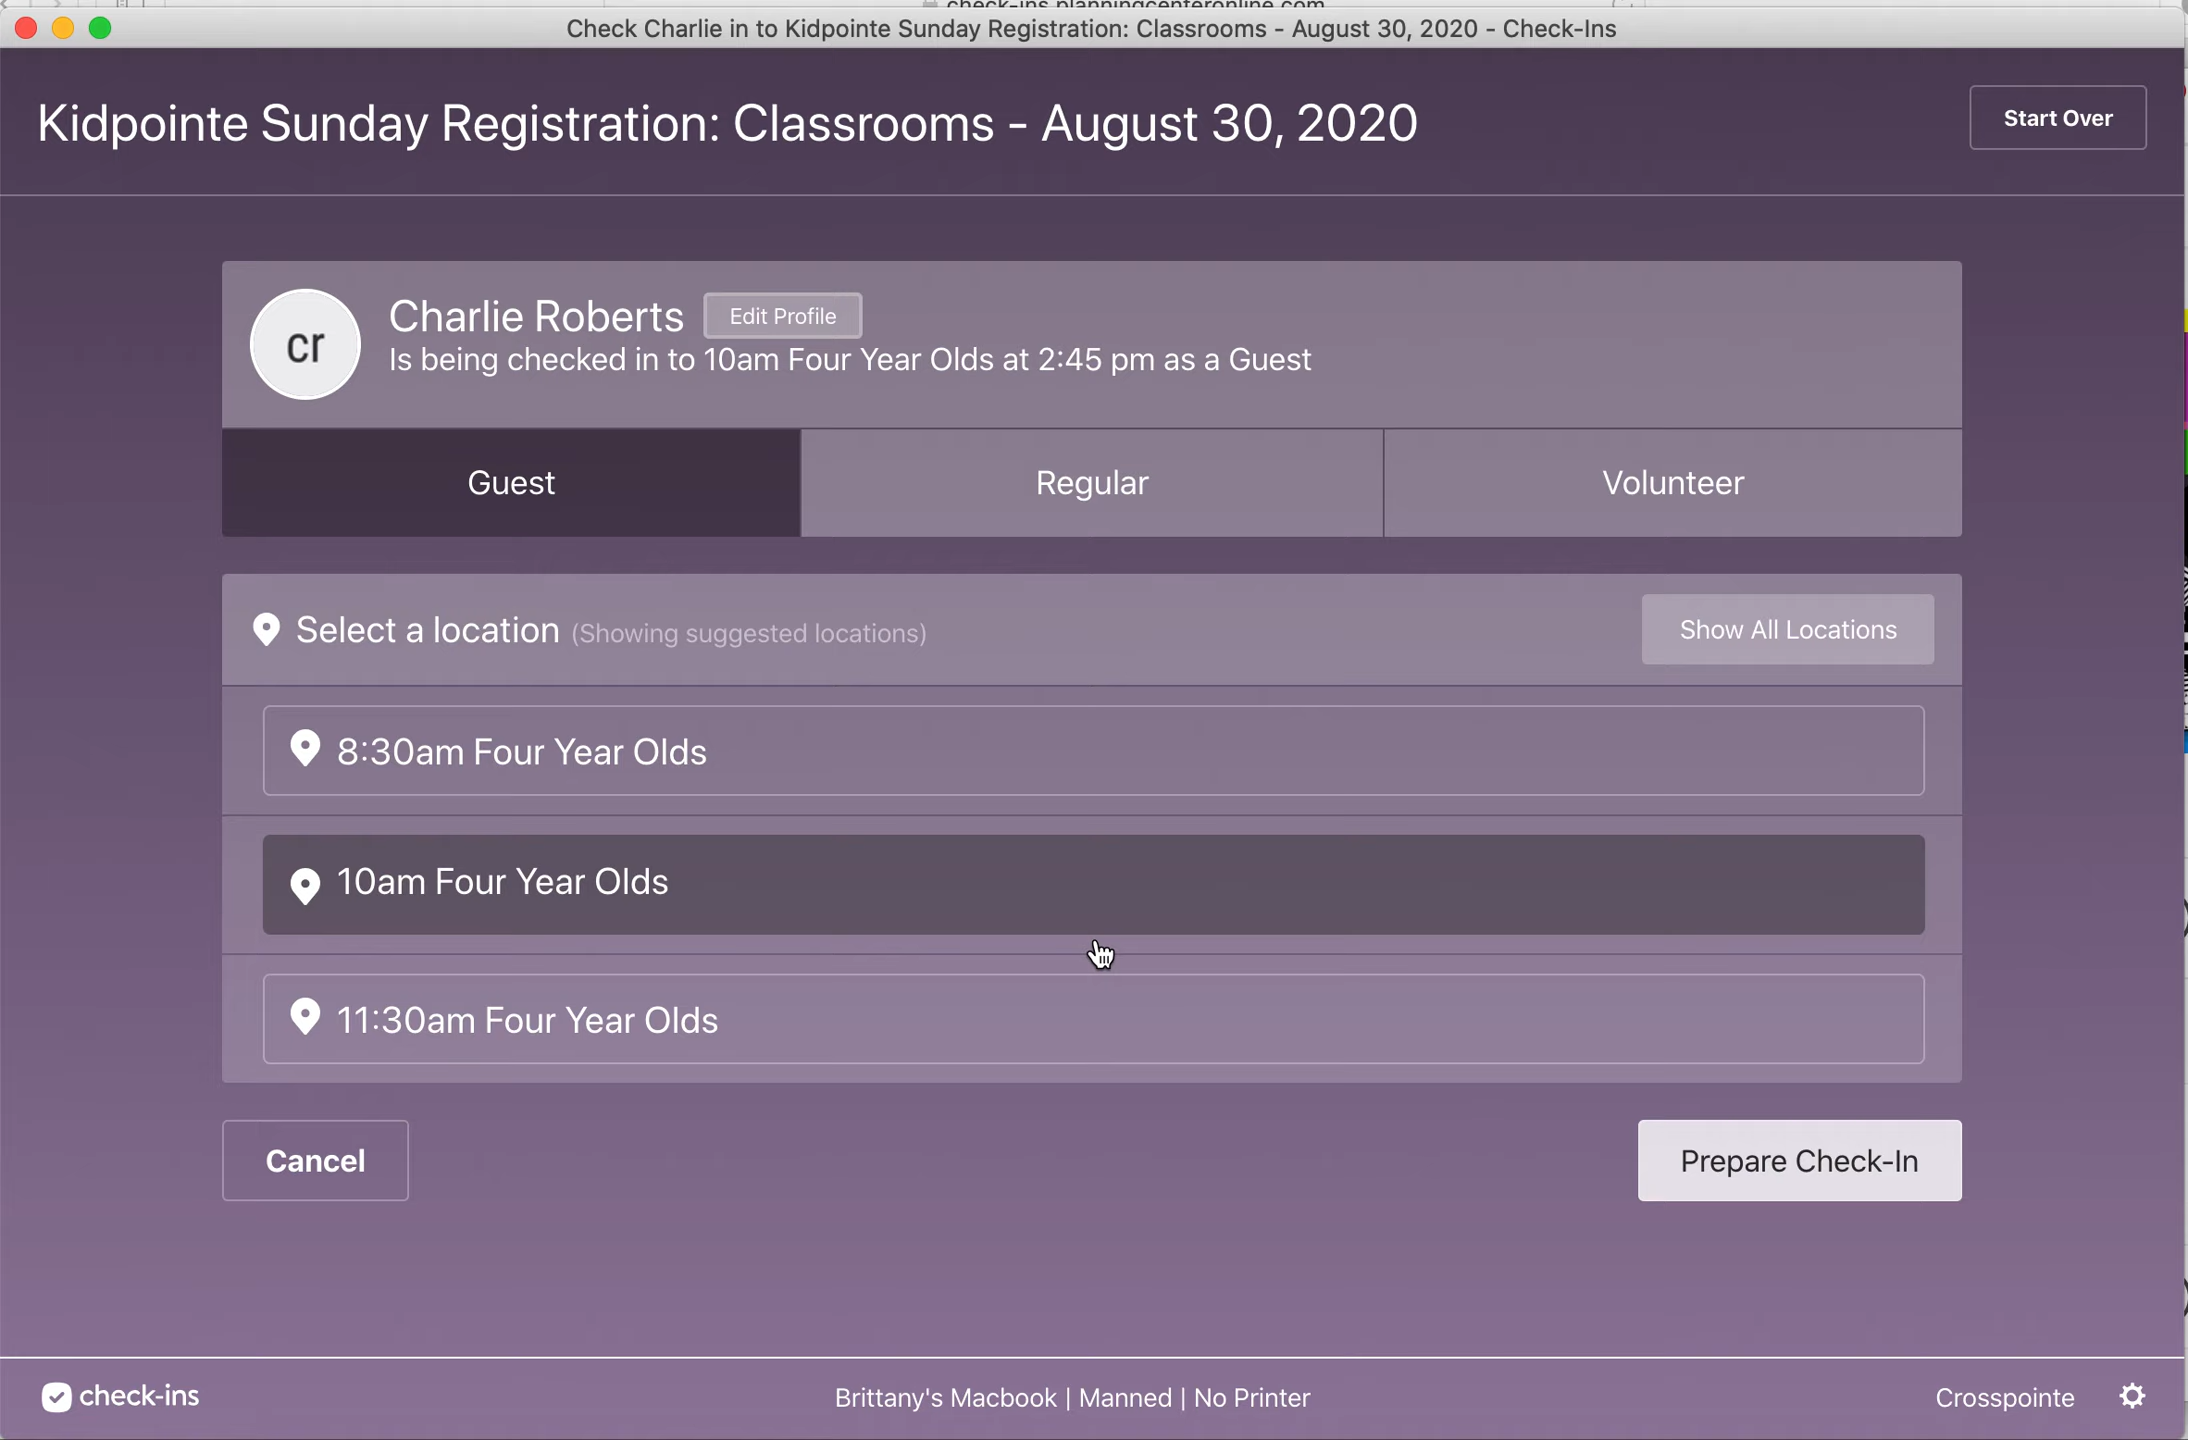 check-ins.planningcenteronline.com
Check Charlie in to Kidpointe Sunday Registration: Classrooms - August 30, 2020 - Check-Ins
Kidpointe Sunday Registration: Classrooms - August 30, 2020
Start Over
cr
Charlie Roberts
Edit Profile
Is being checked in to 10am Four Year Olds at 2:45 pm as a Guest
Guest
Regular
Volunteer
Select a location (Showing suggested locations)
Show All Locations
8:30am Four Year Olds
10am Four Year Olds
11:30am Four Year Olds
Cancel
Prepare Check-In
check-ins
Brittany's Macbook | Manned | No Printer
Crosspointe